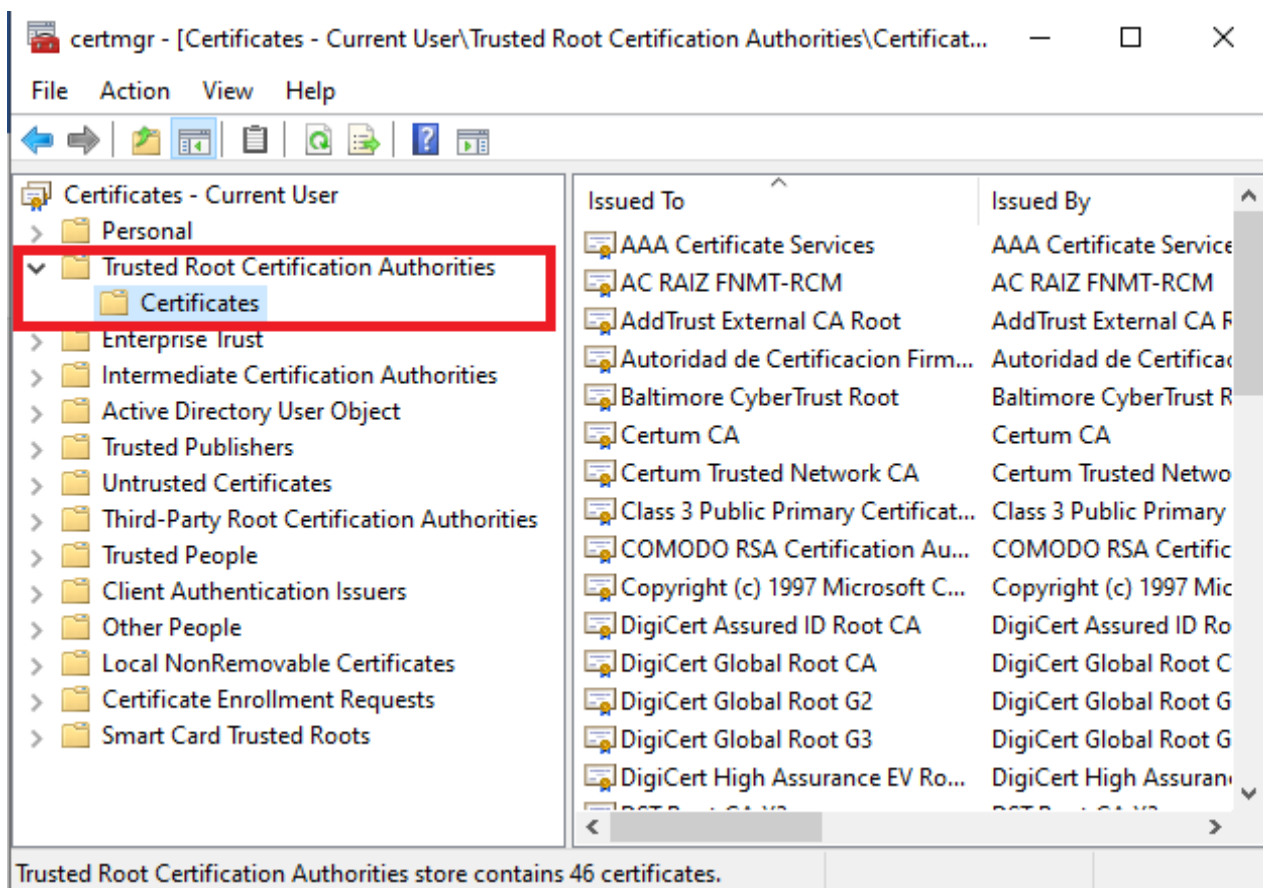 certmgr - [Certificates - Current User\Trusted Root Certification Authorities\Certificat...
File Action View Help
Certificates - Current User
Personal
Trusted Root Certification Authorities
Certificates
Enterprise Trust
Intermediate Certification Authorities
Active Directory User Object
Trusted Publishers
Untrusted Certificates
Third-Party Root Certification Authorities
Trusted People
Client Authentication Issuers
Other People
Local NonRemovable Certificates
Certificate Enrollment Requests
Smart Card Trusted Roots
Issued To Issued By
AAA Certificate Services AAA Certificate Service
AC RAIZ FNMT-RCM AC RAIZ FNMT-RCM
AddTrust External CA Root AddTrust External CA R
Autoridad de Certificacion Firm... Autoridad de Certificac
Baltimore CyberTrust Root Baltimore CyberTrust R
Certum CA Certum CA
Certum Trusted Network CA Certum Trusted Netwo
Class 3 Public Primary Certificat... Class 3 Public Primary
COMODO RSA Certification Au... COMODO RSA Certific
Copyright (c) 1997 Microsoft C... Copyright (c) 1997 Mic
DigiCert Assured ID Root CA DigiCert Assured ID Ro
DigiCert Global Root CA DigiCert Global Root C
DigiCert Global Root G2 DigiCert Global Root G
DigiCert Global Root G3 DigiCert Global Root G
DigiCert High Assurance EV Ro... DigiCert High Assuran
Trusted Root Certification Authorities store contains 46 certificates.